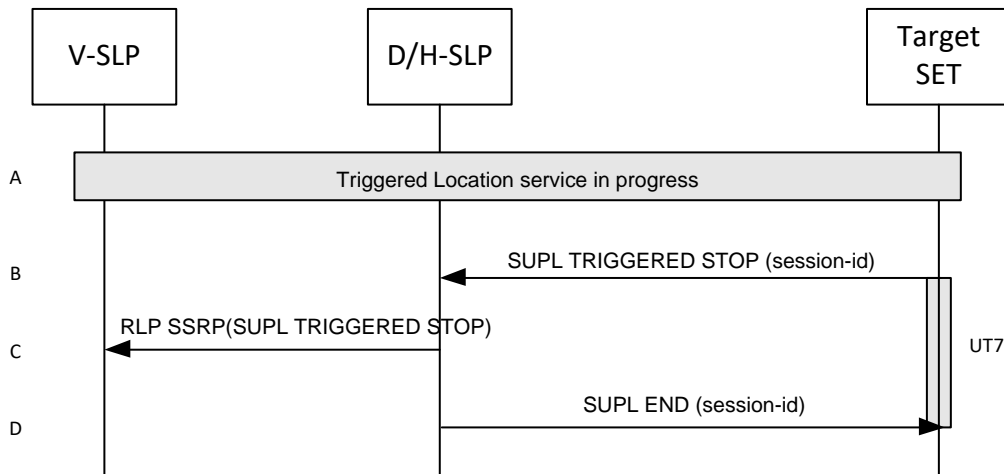 V-SLP
D/H-SLP
Target
SET
A
Triggered Location service in progress
B
SUPL TRIGGERED STOP (session-id)
RLP SSRP(SUPL TRIGGERED STOP)
C
UT7
SUPL END (session-id)
D